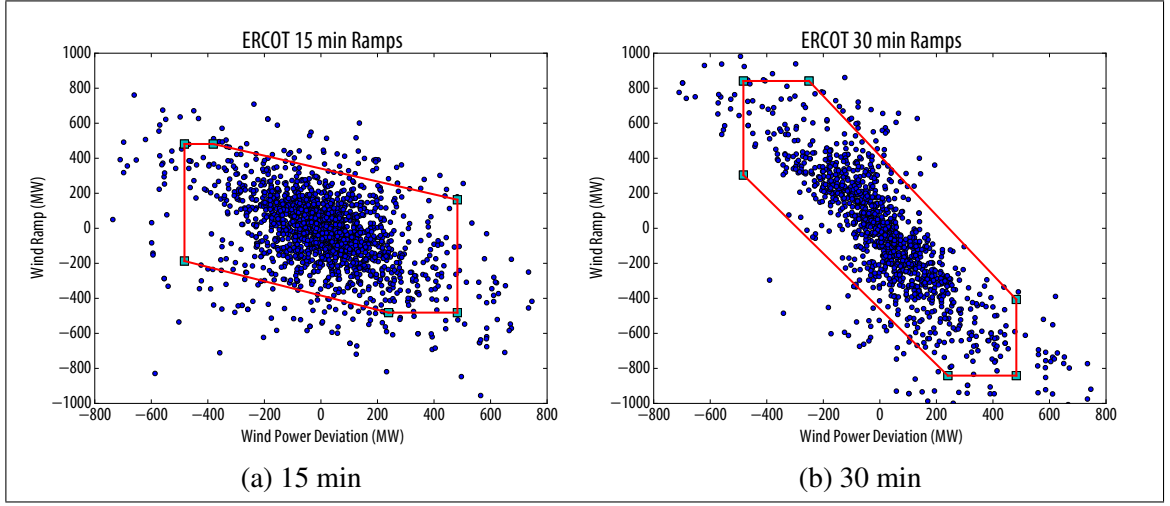 ERCOT 15 min Ramps
1000
800
600
400
200
0
−200
−400
−600
−800
−1000
Wind Ramp (MW)
−800 −600 −400 −200 0 200 400 600 800
Wind Power Deviation (MW)
(a) 15 min
ERCOT 30 min Ramps
1000
800
600
400
200
0
−200
−400
−600
−800
−1000
Wind Ramp (MW)
−800 −600 −400 −200 0 200 400 600 800
Wind Power Deviation (MW)
(b) 30 min